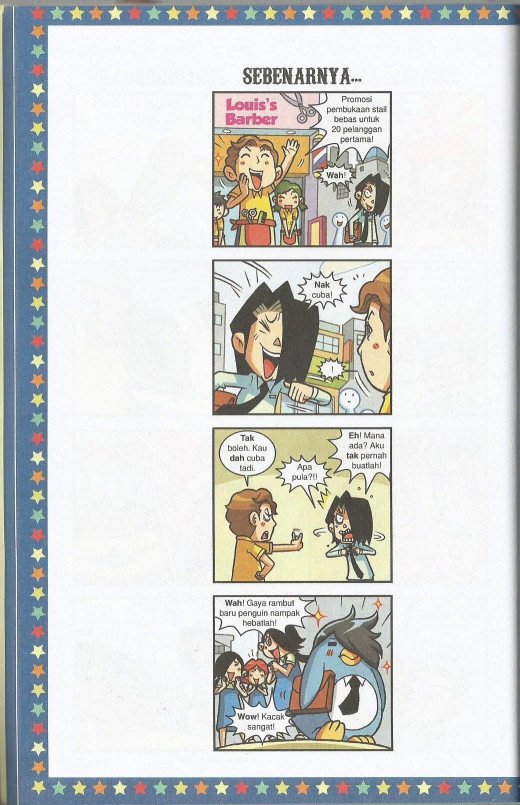 SEBENARNYA...
Louis's
Barber
Promosi
pembukaan stail
bebas untuk
20 pelanggan
pertama!
Wah!
Nak
cuba!
!
Tak
boleh. Kau
dah cuba
tadi.
Apa
pula?!!
Eh! Mana
ada? Aku
tak pernah
buatlah!
Wah! Gaya rambut
baru penguin nampak
hebatlah!
Wow! Kacak
sangat!